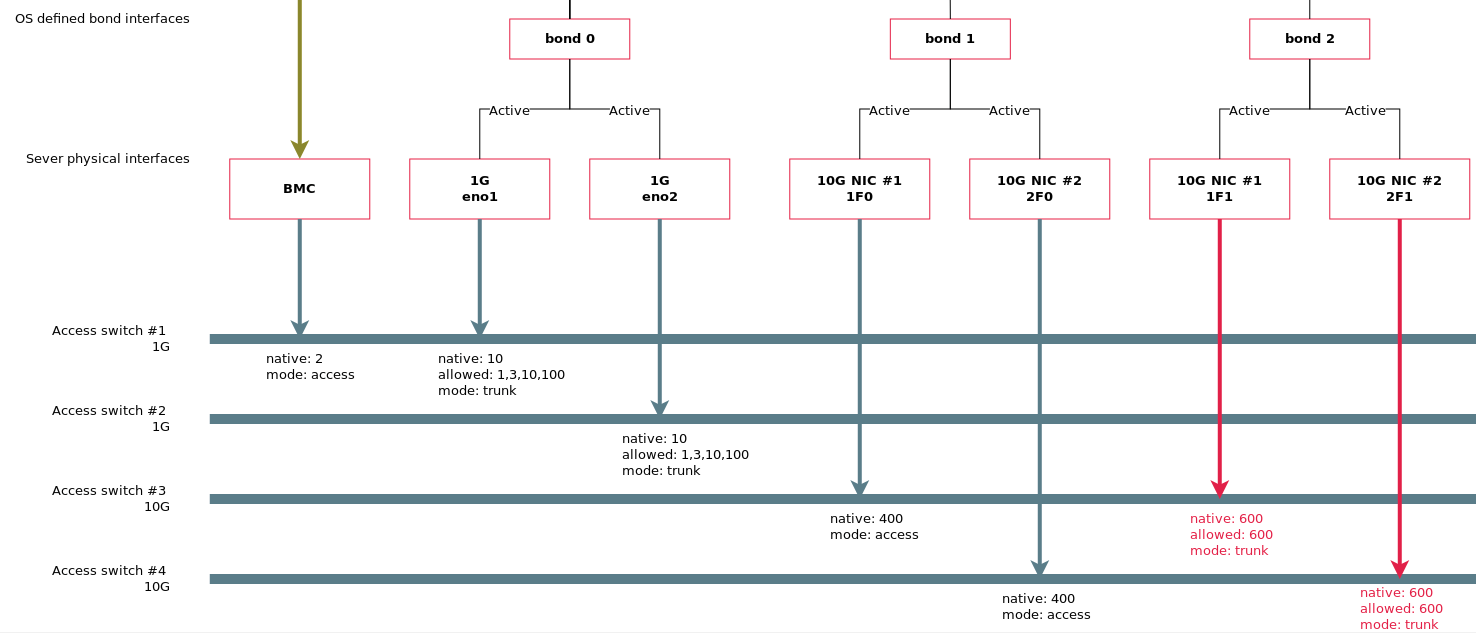 OS defined bond interfaces
bond 0
bond 1
bond 2
Active
Active
Active
Active
Active
Active
Sever physical interfaces
BMC
1G
eno1
1G
eno2
10G NIC #1
1F0
10G NIC #2
2F0
10G NIC #1
1F1
10G NIC #2
2F1
Access switch #1
1G
native: 2
mode: access
native: 10
allowed: 1,3,10,100
mode: trunk
Access switch #2
1G
native: 10
allowed: 1,3,10,100
mode: trunk
Access switch #3
10G
native: 400
mode: access
native: 600
allowed: 600
mode: trunk
Access switch #4
10G
native: 400
mode: access
native: 600
allowed: 600
mode: trunk